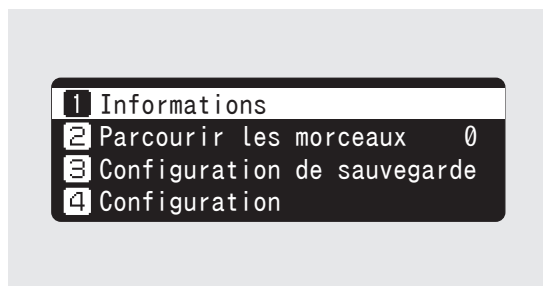 1 Informations
2 Parcourir les morceaux 0
3 Configuration de sauvegarde
4 Configuration